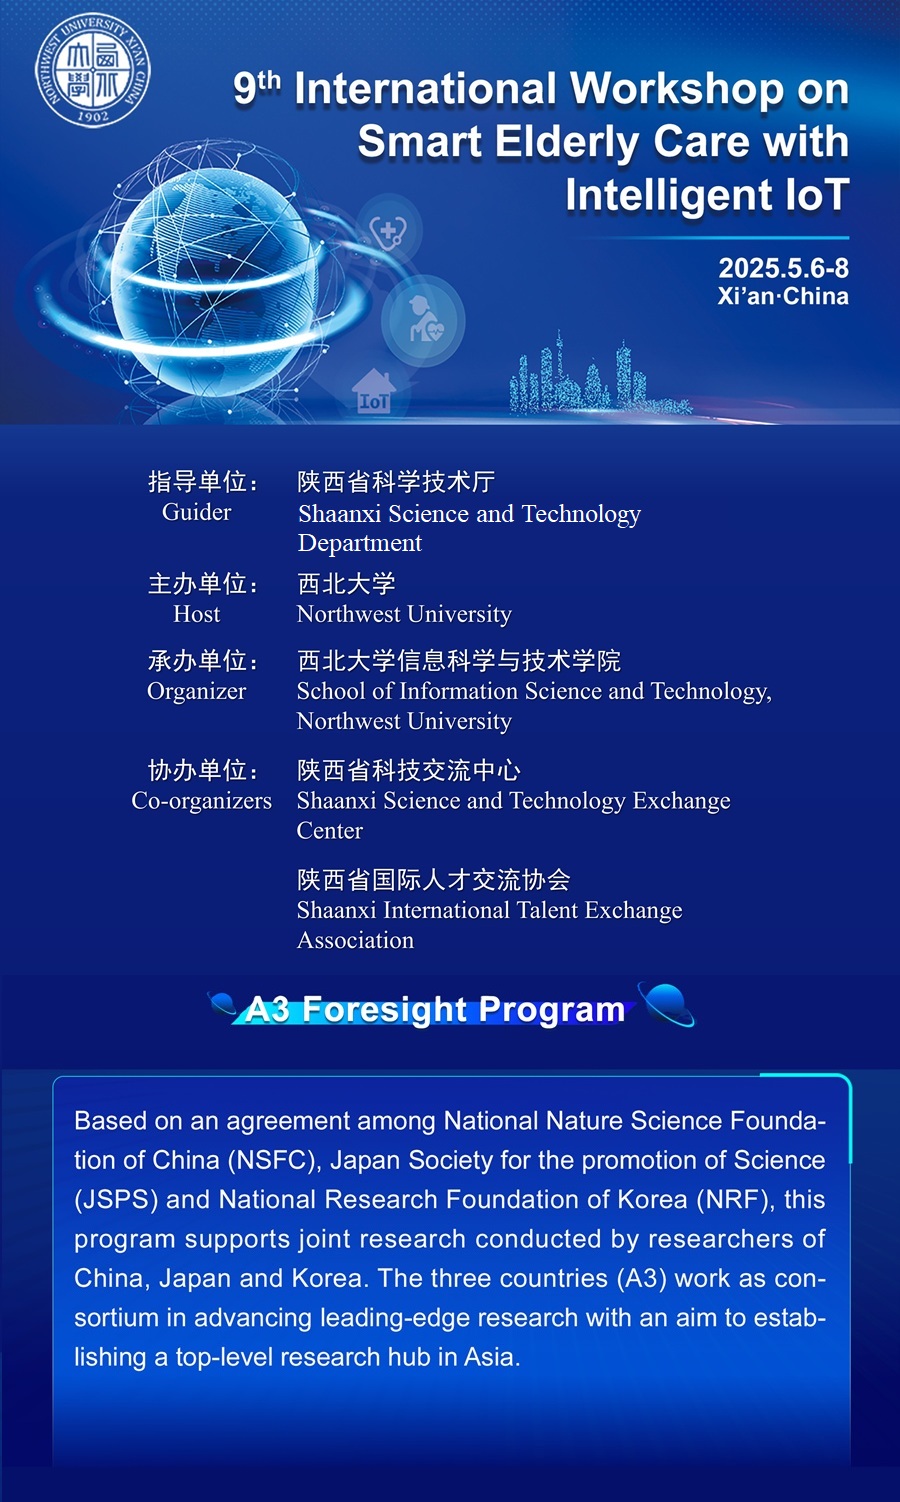 NORTHWEST UNIVERSITY XI'AN CHINA
1902
9th International Workshop on
Smart Elderly Care with
Intelligent IoT
2025.5.6-8
Xi’an·China
IoT
指导单位：
Guider
陕西省科学技术厅
Shaanxi Science and Technology
Department
主办单位：
Host
西北大学
Northwest University
承办单位：
Organizer
西北大学信息科学与技术学院
School of Information Science and Technology,
Northwest University
协办单位：
Co-organizers
陕西省科技交流中心
Shaanxi Science and Technology Exchange
Center
陕西省国际人才交流协会
Shaanxi International Talent Exchange
Association
A3 Foresight Program
Based on an agreement among National Nature Science Founda-
tion of China (NSFC), Japan Society for the promotion of Science
(JSPS) and National Research Foundation of Korea (NRF), this
program supports joint research conducted by researchers of
China, Japan and Korea. The three countries (A3) work as con-
sortium in advancing leading-edge research with an aim to estab-
lishing a top-level research hub in Asia.